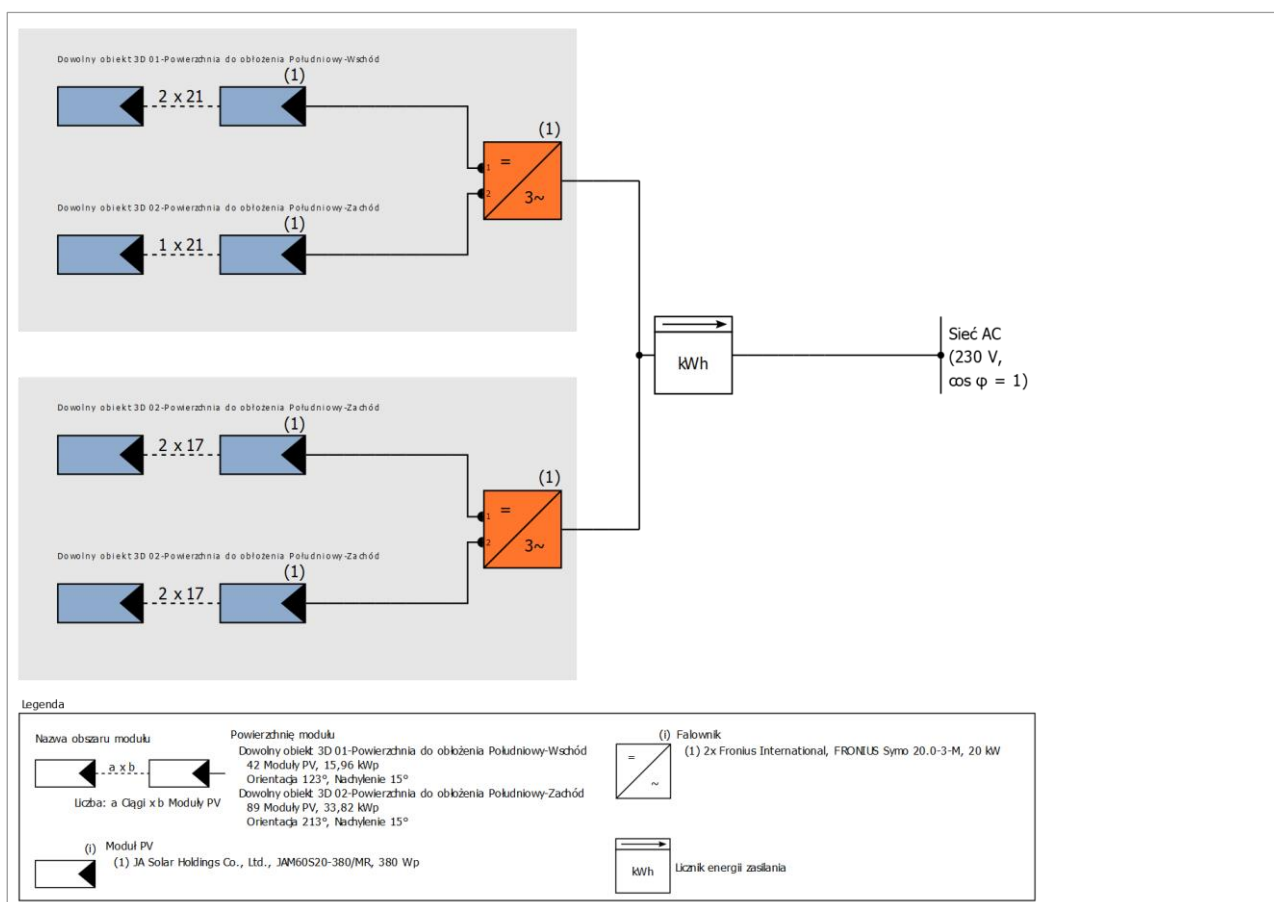 Dowolny obiekt 3D 01-Powierzchnia do obłożenia Południowy-Wschód
(1)
2 x 21
(1)
=
1
2
3~
Dowolny obiekt 3D 02-Powierzchnia do obłożenia Południowy-Zachód
(1)
1 x 21
kWh
Sieć AC
(230 V,
cos φ = 1)
Dowolny obiekt 3D 02-Powierzchnia do obłożenia Południowy-Zachód
(1)
2 x 17
(1)
=
1
2
3~
Dowolny obiekt 3D 02-Powierzchnia do obłożenia Południowy-Zachód
(1)
2 x 17
Legenda
Nazwa obszaru modułu
a x b
Liczba: a Ciągi x b Moduły PV
Powierzchnię modułu
Dowolny obiekt 3D 01-Powierzchnia do obłożenia Południowy-Wschód
42 Moduły PV, 15,96 kWp
Orientacja 123°, Nachylenie 15°
Dowolny obiekt 3D 02-Powierzchnia do obłożenia Południowy-Zachód
89 Moduły PV, 33,82 kWp
Orientacja 213°, Nachylenie 15°
(i) Moduł PV
(1) JA Solar Holdings Co., Ltd., JAM60S20-380/MR, 380 Wp
(i) Falownik
(1) 2x Fronius International, FRONIUS Symo 20.0-3-M, 20 kW
=
~
kWh
Licznik energii zasilania